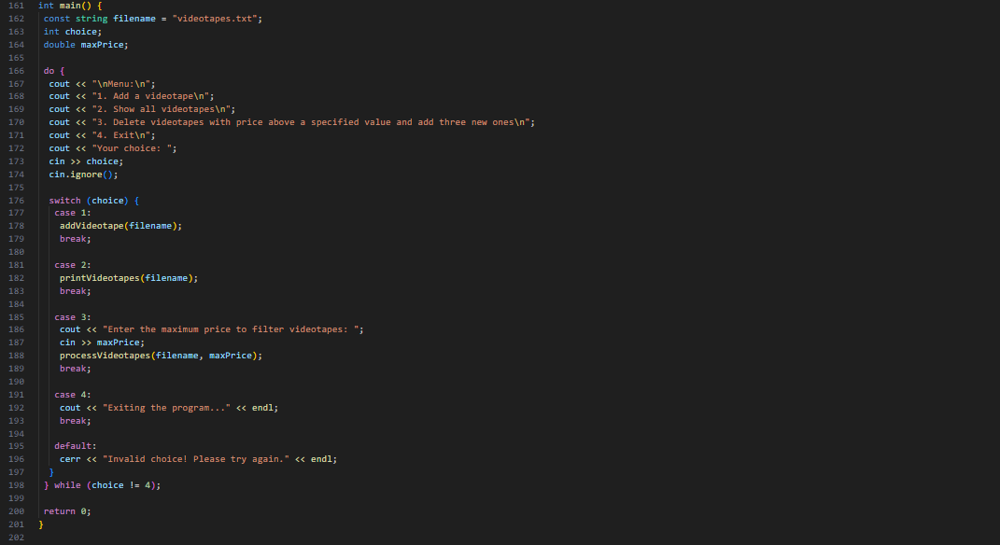 161 int main() {
162 const string filename = "videotapes.txt";
163 int choice;
164 double maxPrice;
165
166 do {
167 cout << "\nMenu:\n";
168 cout << "1. Add a videotape\n";
169 cout << "2. Show all videotapes\n";
170 cout << "3. Delete videotapes with price above a specified value and add three new ones\n";
171 cout << "4. Exit\n";
172 cout << "Your choice: ";
173 cin >> choice;
174 cin.ignore();
175
176 switch (choice) {
177 case 1:
178 addVideotape(filename);
179 break;
180
181 case 2:
182 printVideotapes(filename);
183 break;
184
185 case 3:
186 cout << "Enter the maximum price to filter videotapes: ";
187 cin >> maxPrice;
188 processVideotapes(filename, maxPrice);
189 break;
190
191 case 4:
192 cout << "Exiting the program..." << endl;
193 break;
194
195 default:
196 cerr << "Invalid choice! Please try again." << endl;
197 }
198 } while (choice != 4);
199
200 return 0;
201 }
202